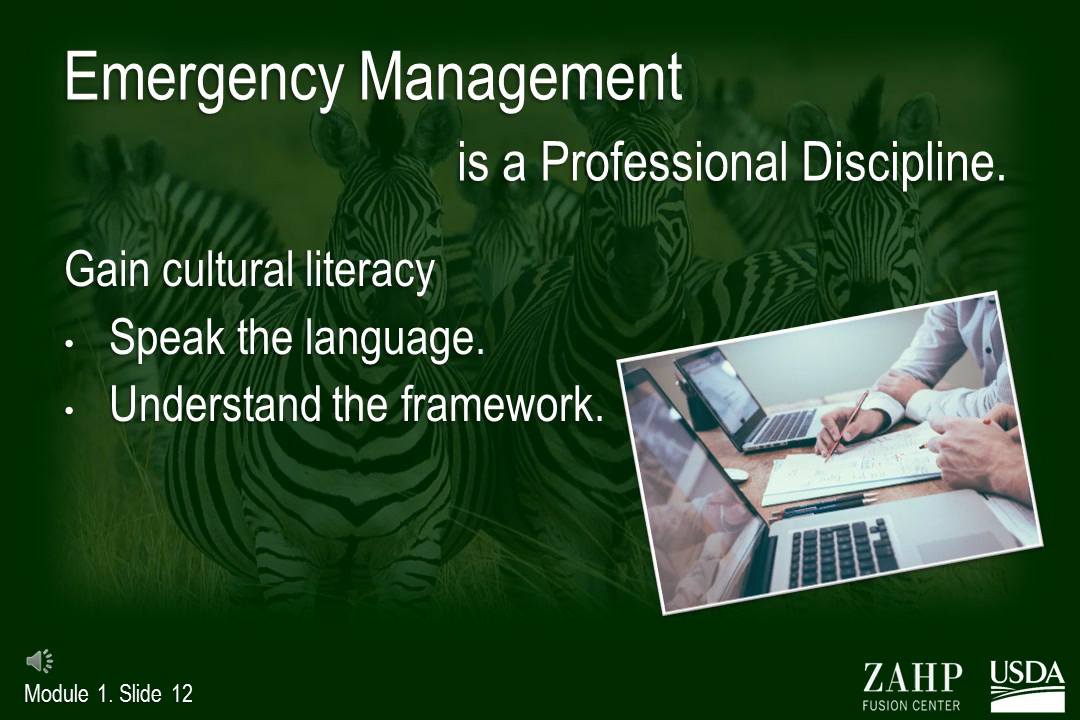 Emergency Management
is a Professional Discipline.
Gain cultural literacy
• Speak the language.
• Understand the framework.
Module 1. Slide 12
ZAHP
FUSION CENTER
USDA